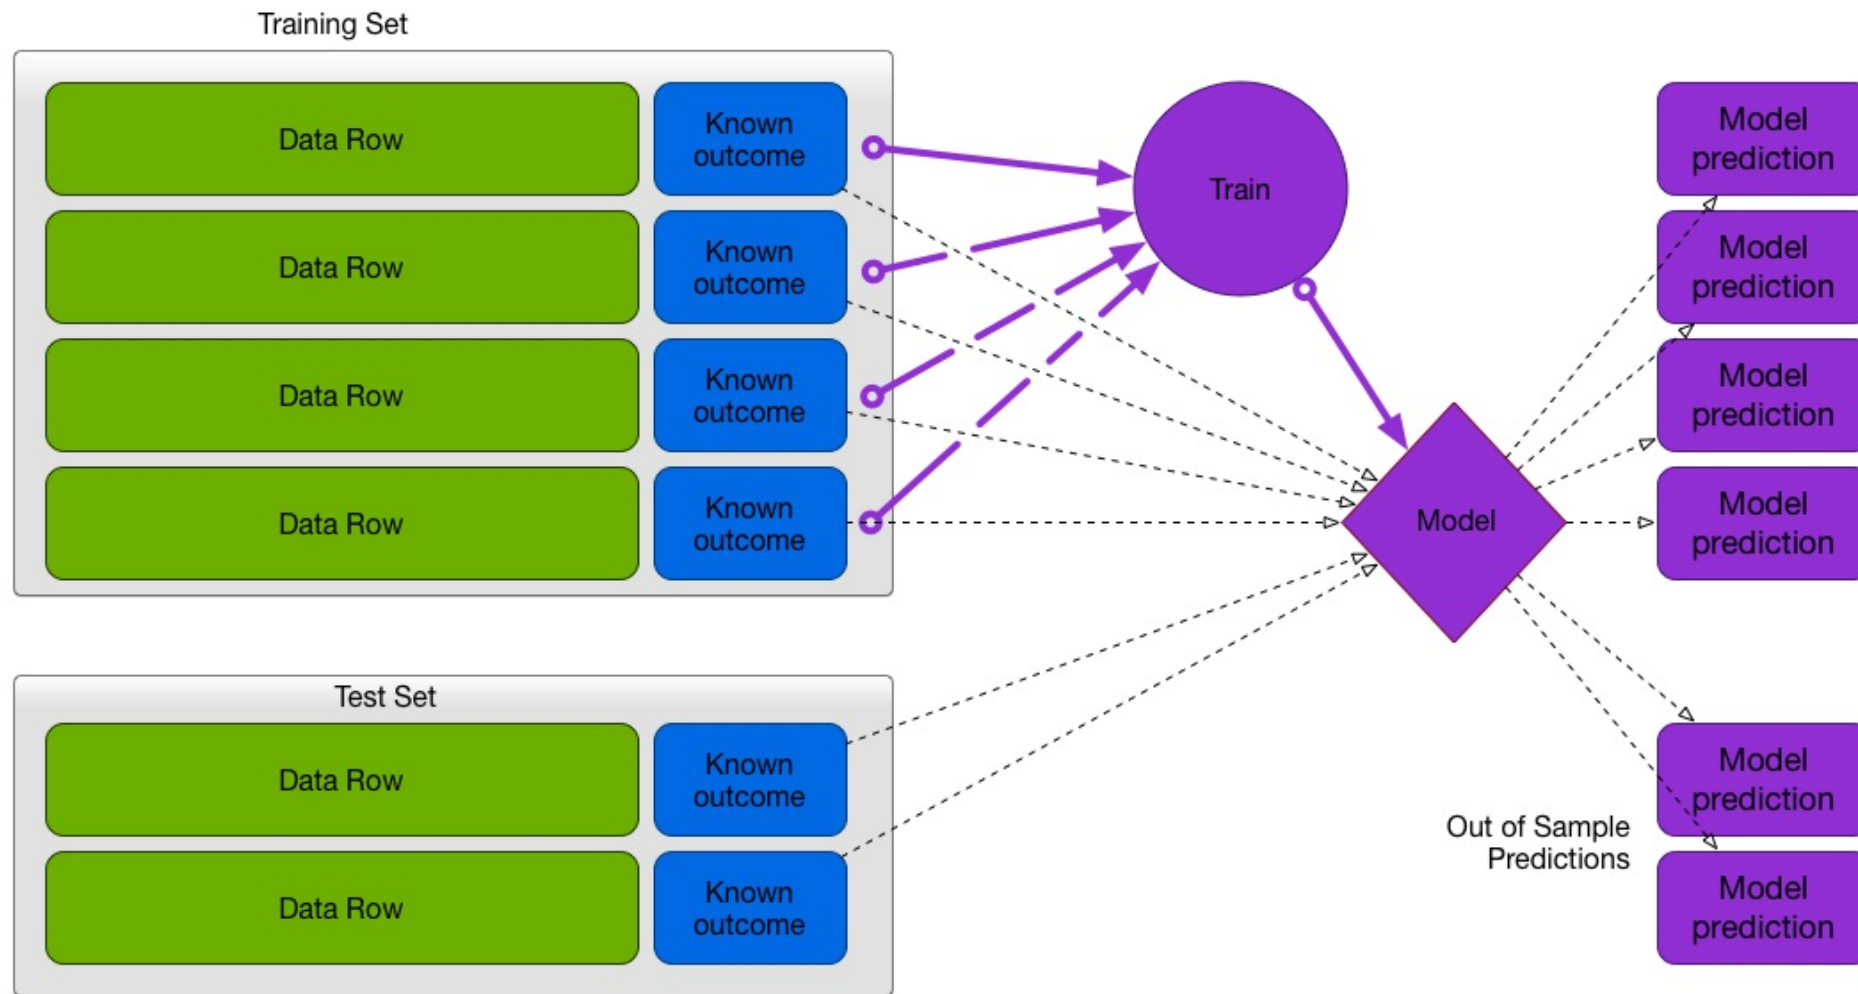 Training Set
Data Row
Known
outcome
Data Row
Known
outcome
Data Row
Known
outcome
Data Row
Known
outcome
Train
Model
Model
prediction
Model
prediction
Model
prediction
Model
prediction
Test Set
Data Row
Known
outcome
Data Row
Known
outcome
Out of Sample
Predictions
Model
prediction
Model
prediction